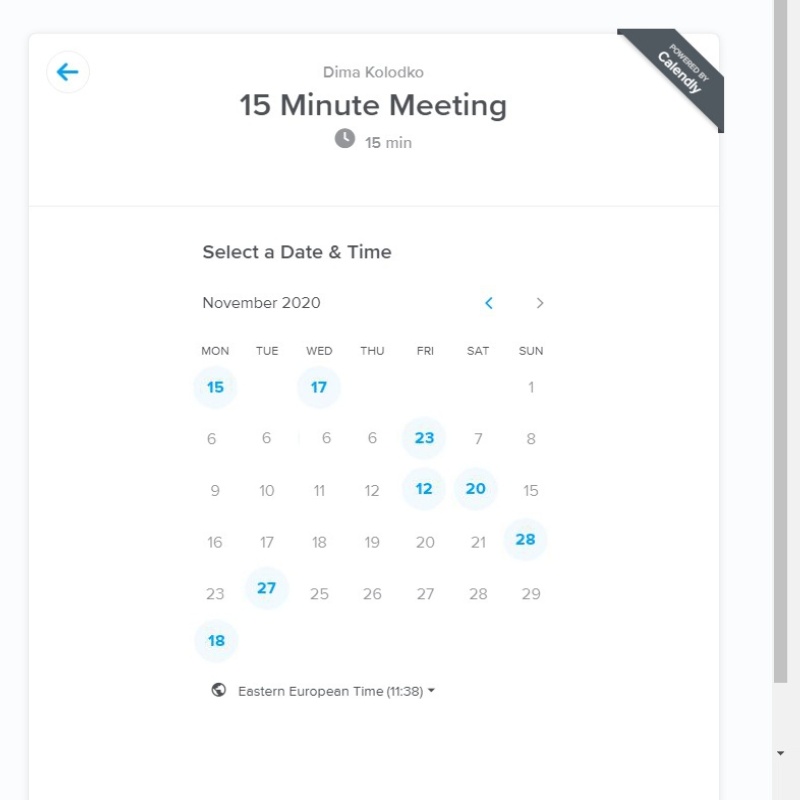 Dima Kolodko
POWERED BY
Calendly
15 Minute Meeting
15 min
Select a Date & Time
November 2020
MON TUE WED THU FRI SAT SUN
15 17 1
6 6 6 6 23 7 8
9 10 11 12 12 20 15
16 17 18 19 20 21 28
23 27 25 26 27 28 29
18
Eastern European Time (11:38)